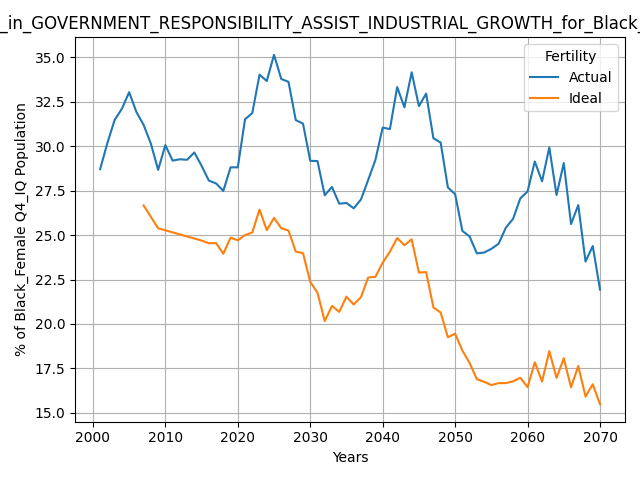 _in_GOVERNMENT_RESPONSIBILITY_ASSIST_INDUSTRIAL_GROWTH_for_Black_
Fertility
Actual
Ideal
% of Black_Female Q4_IQ Population
35.0
32.5
30.0
27.5
25.0
22.5
20.0
17.5
15.0
2000 2010 2020 2030 2040 2050 2060 2070
Years